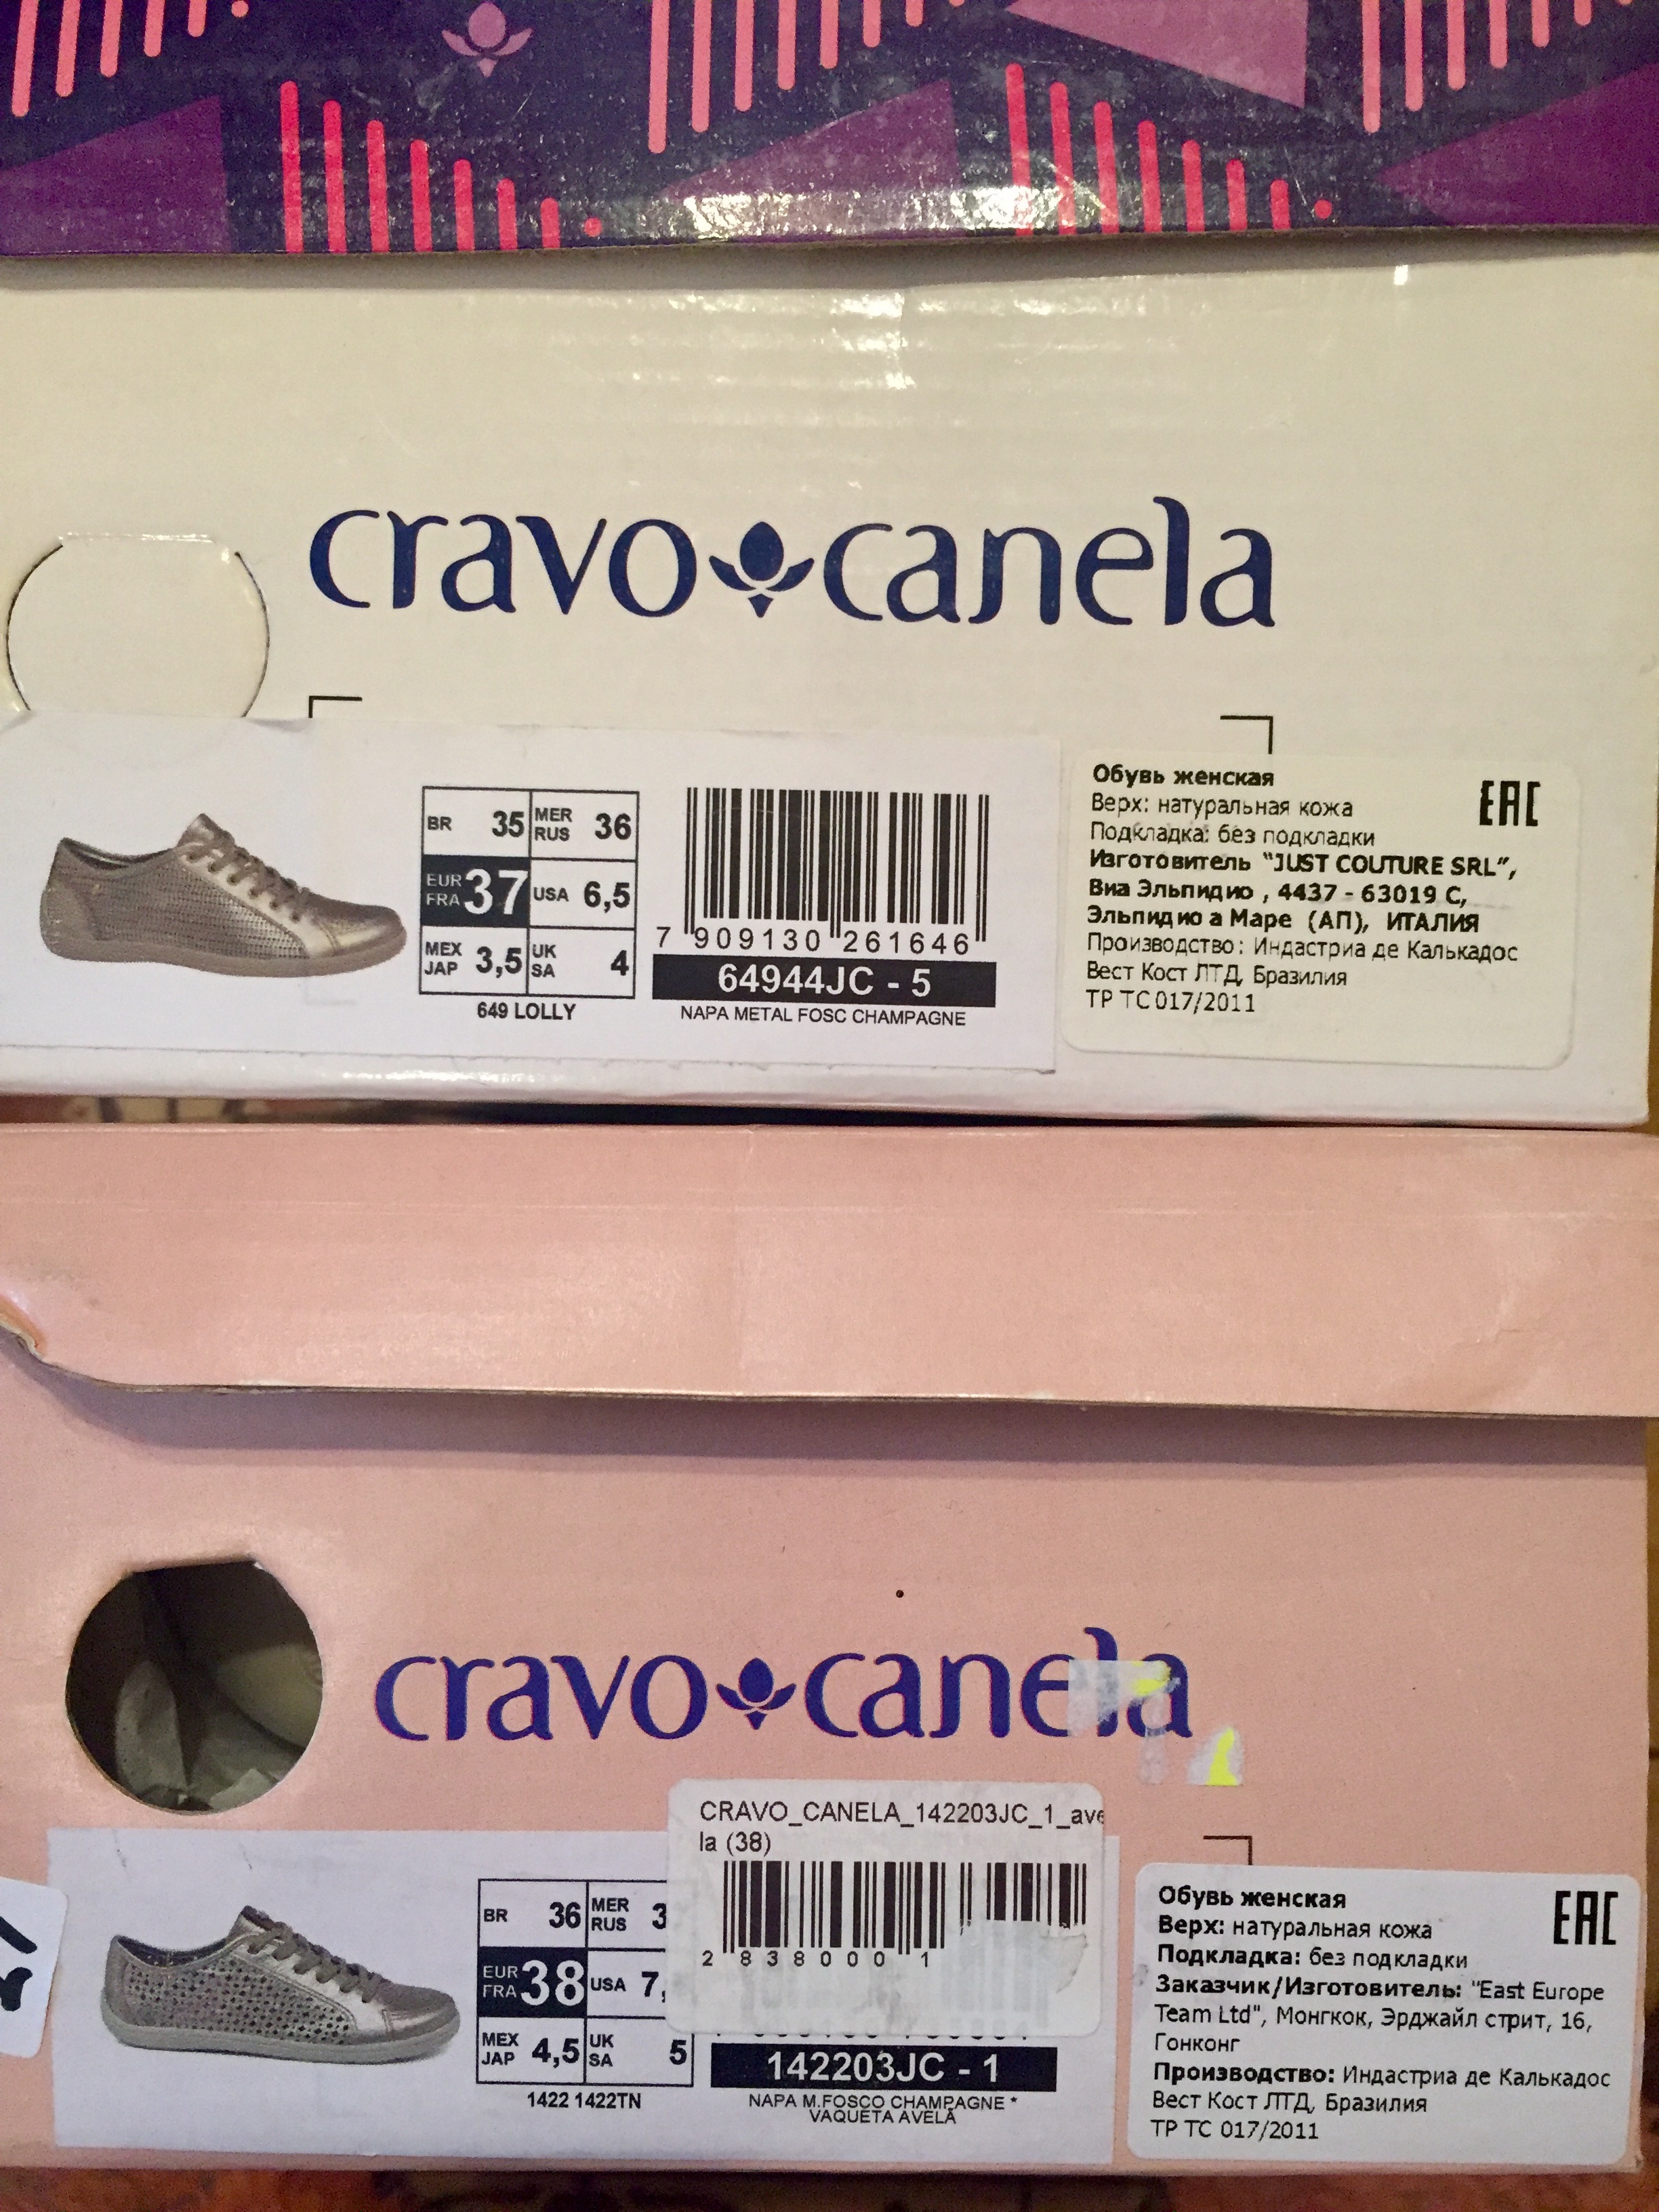 cravo canela
BR 35 MER RUS 36
EUR FRA 37 USA 6,5
MEX JAP 3,5 UK SA 4
649 LOLLY
7 909130 261646
64944JC - 5
NAPA METAL FOSC CHAMPAGNE
Обувь женская
EAC
Верх: натуральная кожа
Подкладка: без подкладки
Изготовитель "JUST COUTURE SRL",
Виа Эльпидио , 4437 - 63019 С,
Эльпидио а Маре (АП), ИТАЛИЯ
Производство: Индастриа де Калькадос
Вест Кост ЛТД, Бразилия
ТР ТС 017/2011
cravo canela
CRAVO_CANELA_142203JC_1_ave
la (38)
2 838000 1
BR 36 MER RUS 3
EUR FRA 38 USA 7,
MEX JAP 4,5 UK SA 5
1422 1422TN
142203JC - 1
NAPA M.FOSCO CHAMPAGNE *
VAQUETA AVELÃ
Обувь женская
EAC
Верх: натуральная кожа
Подкладка: без подкладки
Заказчик/Изготовитель: "East Europe
Team Ltd", Монгкок, Эрджайл стрит, 16,
Гонконг
Производство: Индастриа де Калькадос
Вест Кост ЛТД, Бразилия
ТР ТС 017/2011